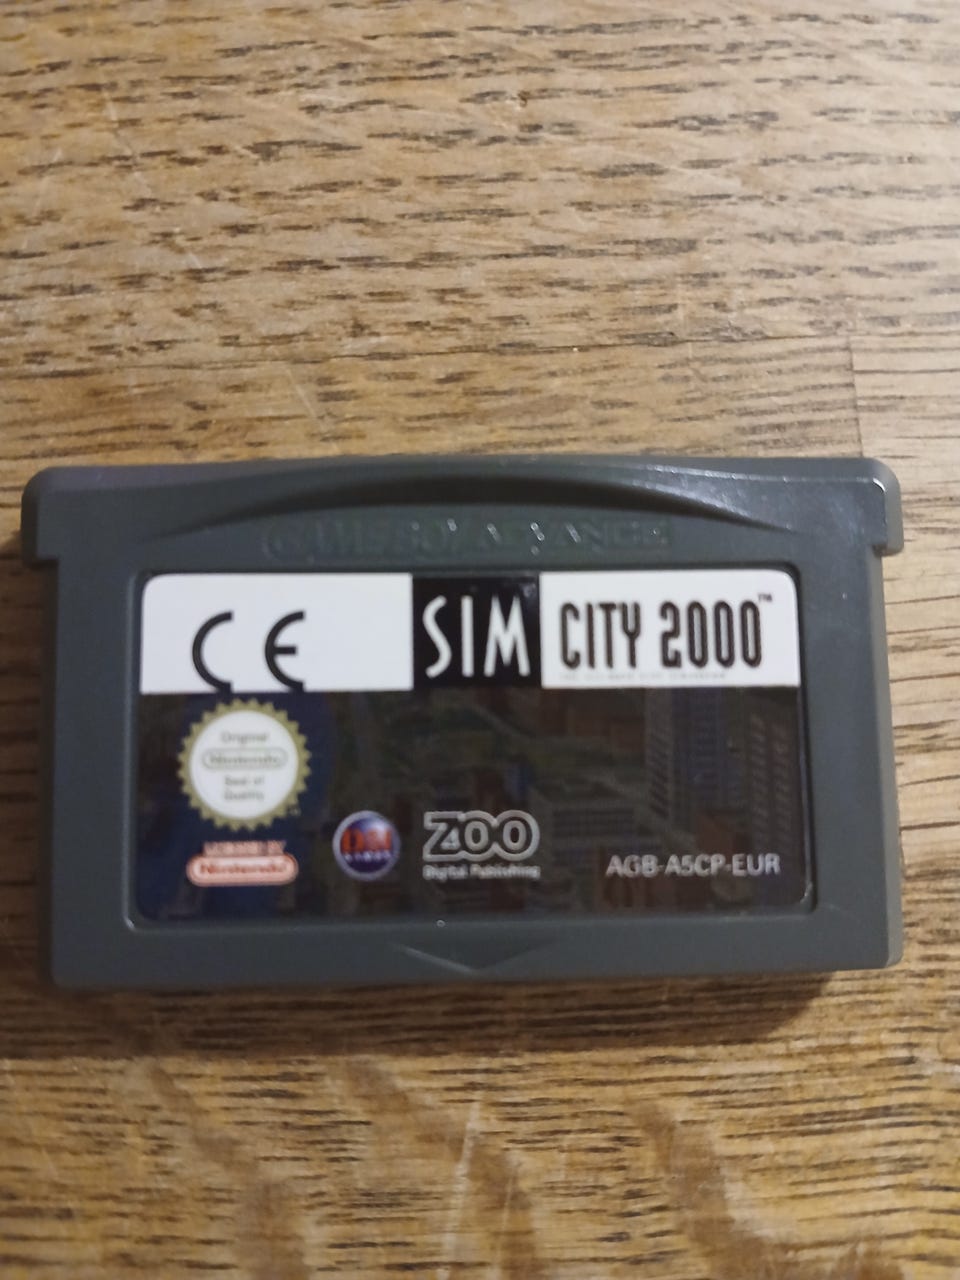 GAME BOY ADVANCE
CE
SIM CITY 2000™
Original
Nintendo
Seal of
Quality
LICENSED BY
Nintendo
ZOO
Digital Publishing
AGB-A5CP-EUR